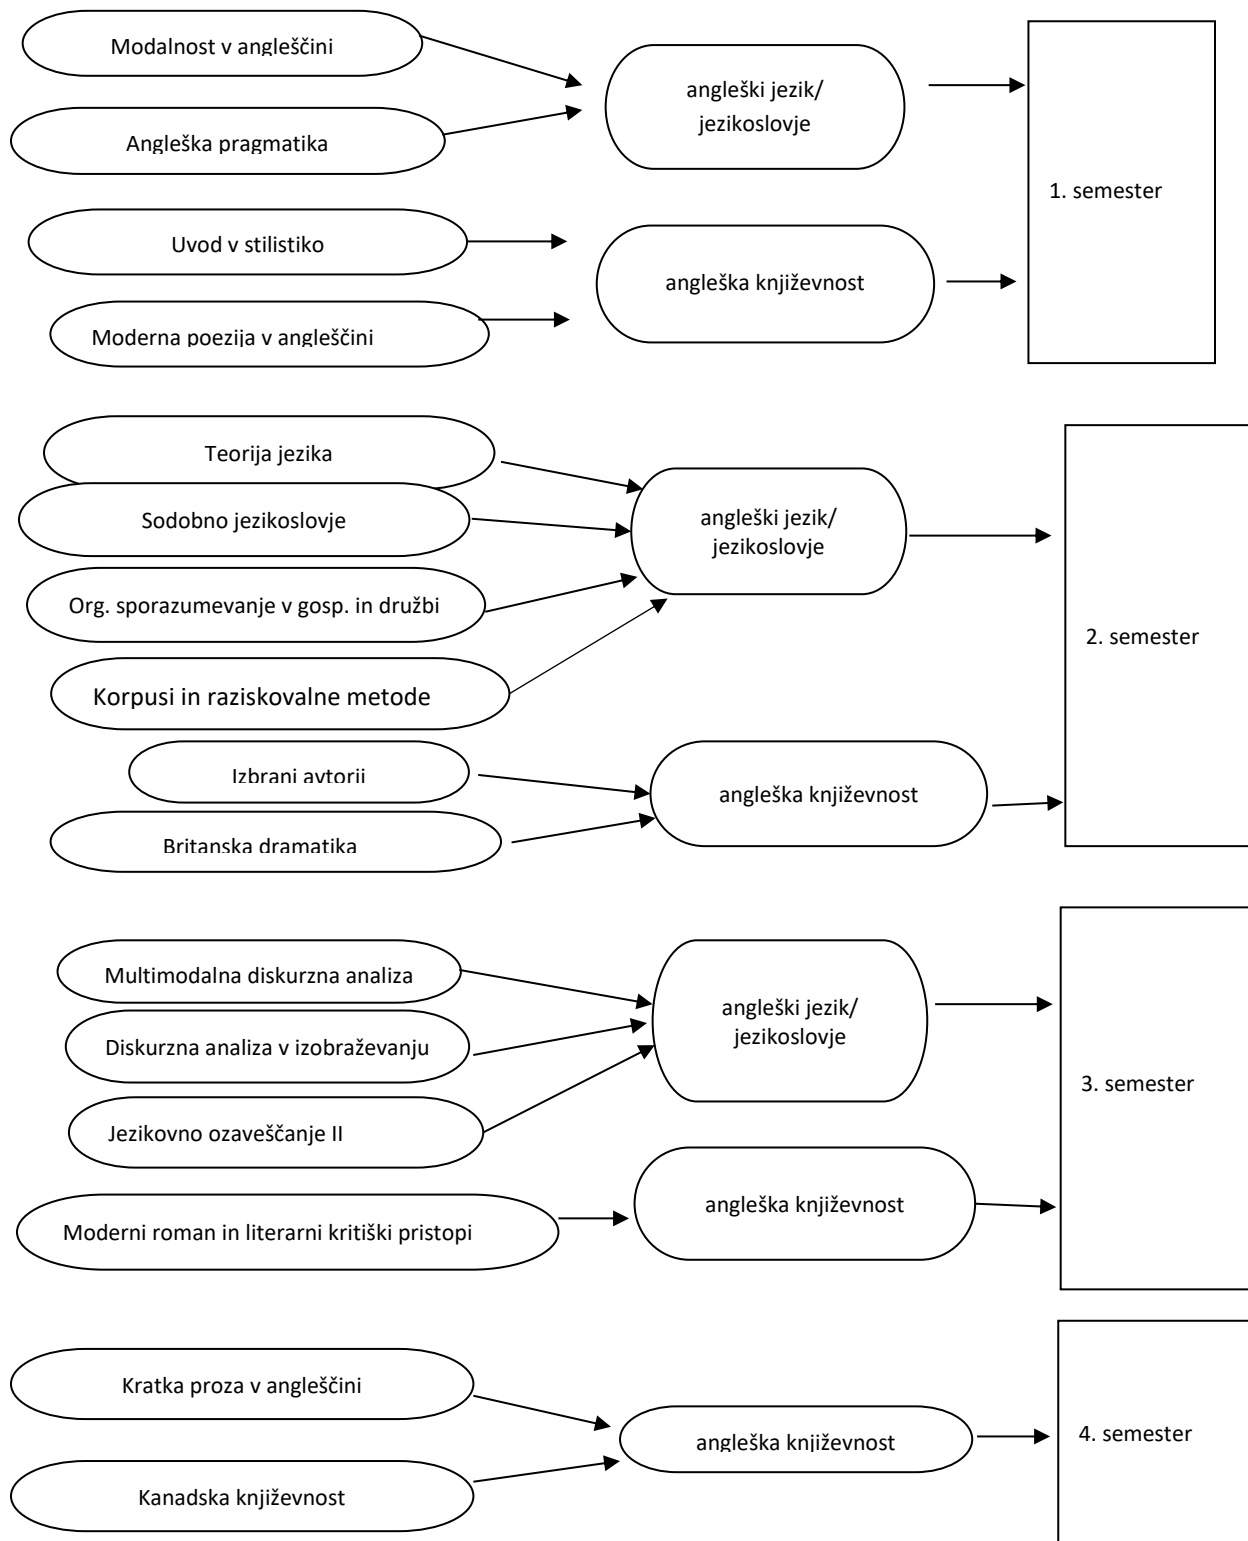 Modalnost v angleščini
angleški jezik/
jezikoslovje
Angleška pragmatika
1. semester
Uvod v stilistiko
angleška književnost
Moderna poezija v angleščini
Teorija jezika
Sodobno jezikoslovje
angleški jezik/
jezikoslovje
Org. sporazumevanje v gosp. in družbi
2. semester
Korpusi in raziskovalne metode
Izbrani avtorji
angleška književnost
Britanska dramatika
Multimodalna diskurzna analiza
angleški jezik/
jezikoslovje
Diskurzna analiza v izobraževanju
3. semester
Jezikovno ozaveščanje II
angleška književnost
Moderni roman in literarni kritiški pristopi
Kratka proza v angleščini
angleška književnost
4. semester
Kanadska književnost